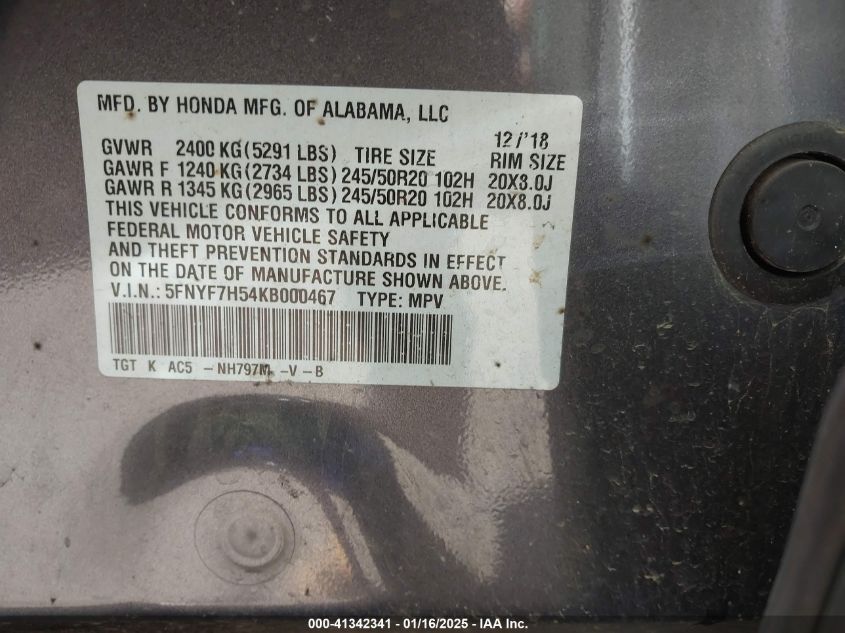 MFD. BY HONDA MFG. OF ALABAMA, LLC
12/'18
GVWR 2400 KG(5291 LBS) TIRE SIZE RIM SIZE
GAWR F 1240 KG(2734 LBS) 245/50R20 102H 20X8.0J
GAWR R 1345 KG(2965 LBS) 245/50R20 102H 20X8.0J
THIS VEHICLE CONFORMS TO ALL APPLICABLE
FEDERAL MOTOR VEHICLE SAFETY
AND THEFT PREVENTION STANDARDS IN EFFECT
ON THE DATE OF MANUFACTURE SHOWN ABOVE.
V.I.N.: 5FNYF7H54KB000467 TYPE: MPV
TGT K AC5 -NH797M -V-B
000-41342341 - 01/16/2025 - IAA Inc.